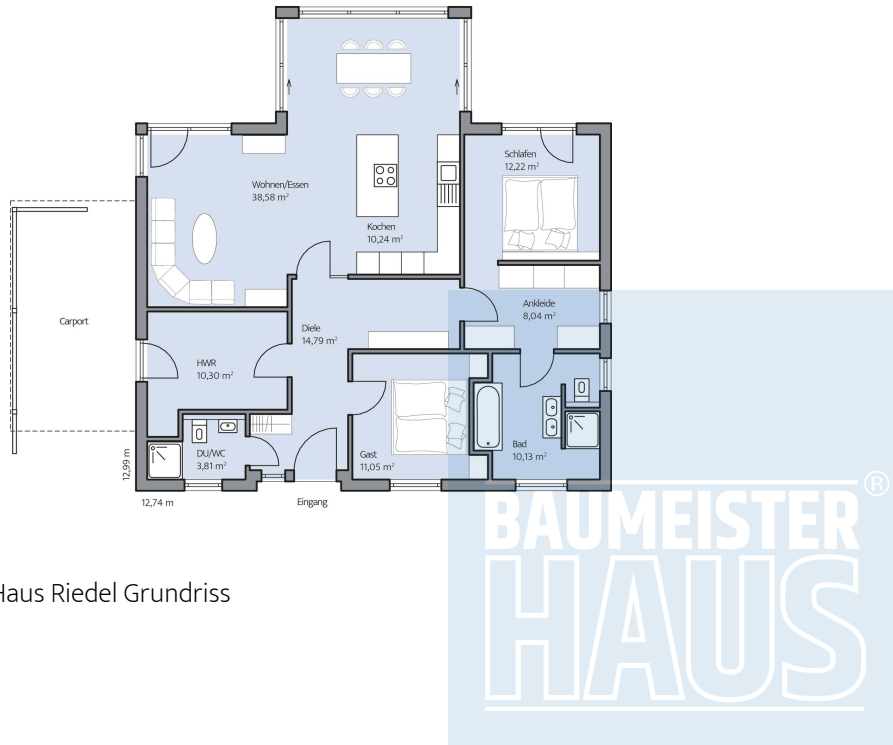 Schlafen
12,22 m²
Wohnen/Essen
38,58 m²
Kochen
10,24 m²
Ankleide
8,04 m²
Carport
Diele
14,79 m²
HWR
10,30 m²
DU/WC
3,81 m²
Gast
11,05 m²
Bad
10,13 m²
12,99 m
12,74 m
Eingang
BAUMEISTER®
HAUS
Haus Riedel Grundriss